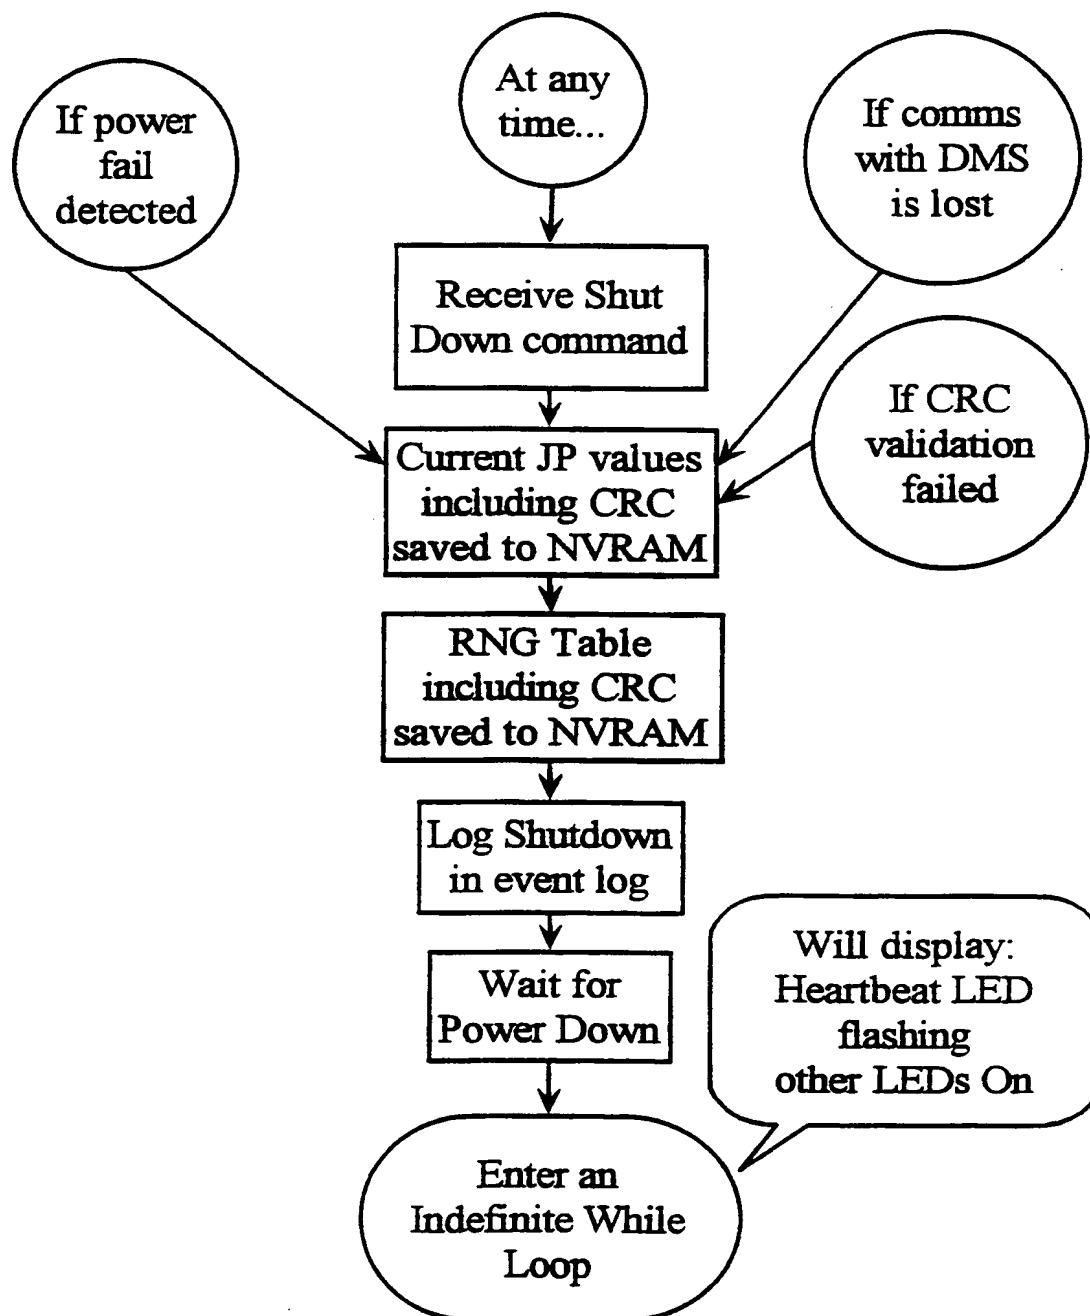 At any
time...
If power
fail
detected
If comms
with DMS
is lost
Receive Shut
Down command
If CRC
validation
failed
Current JP values
including CRC
saved to NVRAM
RNG Table
including CRC
saved to NVRAM
Log Shutdown
in event log
Will display:
Heartbeat LED
flashing
other LEDs On
Wait for
Power Down
Enter an
Indefinite While
Loop